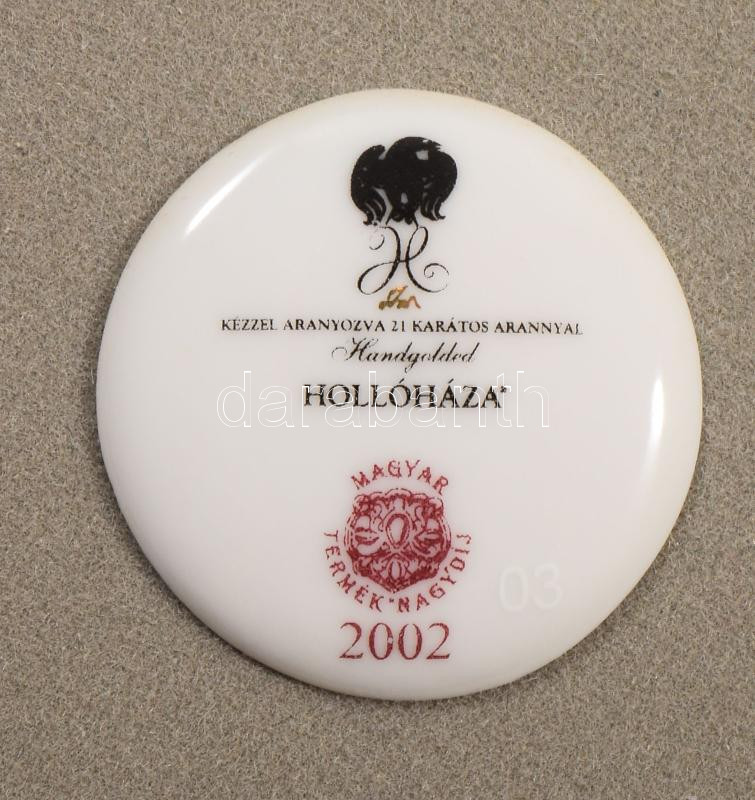 H
KÉZZEL ARANYOZVA 21 KARÁTOS ARANNYAL
Handgolded
HOLLÓHÁZA®
darabanth
MAGYAR
TERMÉK NAGYDÍJ
2002
03